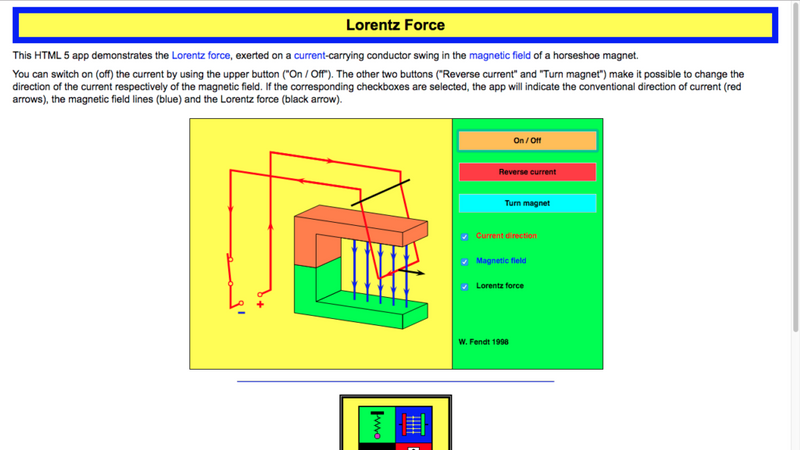 Lorentz Force
This HTML 5 app demonstrates the Lorentz force, exerted on a current-carrying conductor swing in the magnetic field of a horseshoe magnet.
You can switch on (off) the current by using the upper button ("On / Off"). The other two buttons ("Reverse current" and "Turn magnet") make it possible to change the
direction of the current respectively of the magnetic field. If the corresponding checkboxes are selected, the app will indicate the conventional direction of current (red
arrows), the magnetic field lines (blue) and the Lorentz force (black arrow).
On / Off
Reverse current
Turn magnet
Current direction
Magnetic field
Lorentz force
− +
W. Fendt 1998